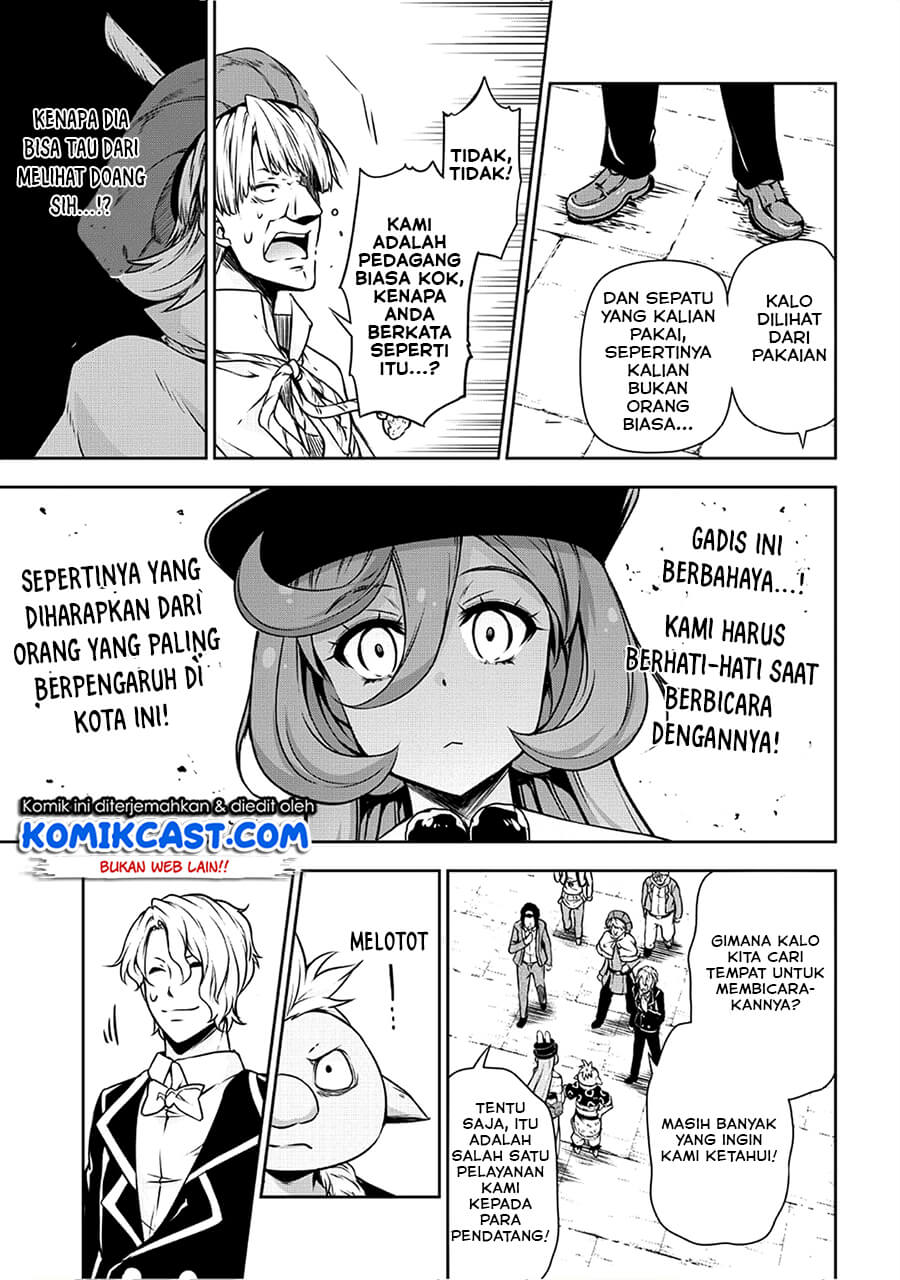 KALO
DILIHAT
DARI
PAKAIAN
DAN SEPATU
YANG KALIAN
PAKAI,
SEPERTINYA
KALIAN
BUKAN
ORANG
BIASA...
TIDAK,
TIDAK!
KAMI
ADALAH
PEDAGANG
BIASA KOK,
KENAPA
ANDA
BERKATA
SEPERTI
ITU...?
KENAPA DIA
BISA TAU DARI
MELIHAT DOANG
SIH...!?
GADIS INI
BERBAHAYA...!
KAMI HARUS
BERHATI-HATI SAAT
BERBICARA
DENGANNYA!
SEPERTINYA YANG
DIHARAPKAN DARI
ORANG YANG PALING
BERPENGARUH DI
KOTA INI!
Komik ini diterjemahkan & diedit oleh
KOMIKCAST.COM
BUKAN WEB LAIN!!
GIMANA KALO
KITA CARI
TEMPAT UNTUK
MEMBICARA-
KANNYA?
MASIH BANYAK
YANG INGIN
KAMI KETAHUI!
TENTU
SAJA, ITU
ADALAH
SALAH SATU
PELAYANAN
KAMI
KEPADA
PARA
PENDATANG!
MELOTOT